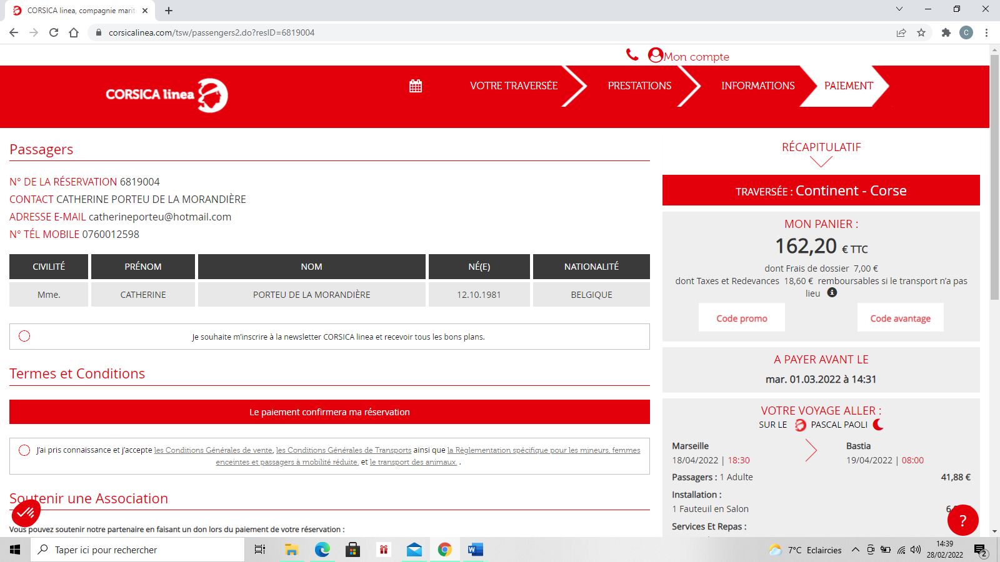 CORSICA linea, compagnie marit
corsicalinea.com/tsw/passengers2.do?resID=6819004
C
Mon compte
CORSICA linea
VOTRE TRAVERSÉE
PRESTATIONS
INFORMATIONS
PAIEMENT
Passagers
N° DE LA RÉSERVATION 6819004
CONTACT CATHERINE PORTEU DE LA MORANDIÈRE
ADRESSE E-MAIL catherineporteu@hotmail.com
N° TÉL MOBILE 0760012598
CIVILITÉ PRÉNOM NOM NÉ(E) NATIONALITÉ
Mme. CATHERINE PORTEU DE LA MORANDIÈRE 12.10.1981 BELGIQUE
Je souhaite m’inscrire à la newsletter CORSICA linea et recevoir tous les bons plans.
Termes et Conditions
Le paiement confirmera ma réservation
J’ai pris connaissance et j’accepte les Conditions Générales de vente, les Conditions Générales de Transports ainsi que la Règlementation spécifique pour les mineurs, femmes
enceintes et passagers à mobilité réduite. et le transport des animaux. .
Soutenir une Association
Vous pouvez soutenir notre partenaire en faisant un don lors du paiement de votre réservation :
RÉCAPITULATIF
TRAVERSÉE : Continent - Corse
MON PANIER :
162,20 € TTC
dont Frais de dossier 7,00 €
dont Taxes et Redevances 18,60 € remboursables si le transport n’a pas
lieu i
Code promo Code avantage
A PAYER AVANT LE
mar. 01.03.2022 à 14:31
VOTRE VOYAGE ALLER :
SUR LE PASCAL PAOLI
Marseille Bastia
18/04/2022 | 18:30 19/04/2022 | 08:00
Passagers : 1 Adulte 41,88 €
Installation :
1 Fauteuil en Salon
Services Et Repas :
?
Taper ici pour rechercher
7°C Eclaircies
14:39
28/02/2022
2